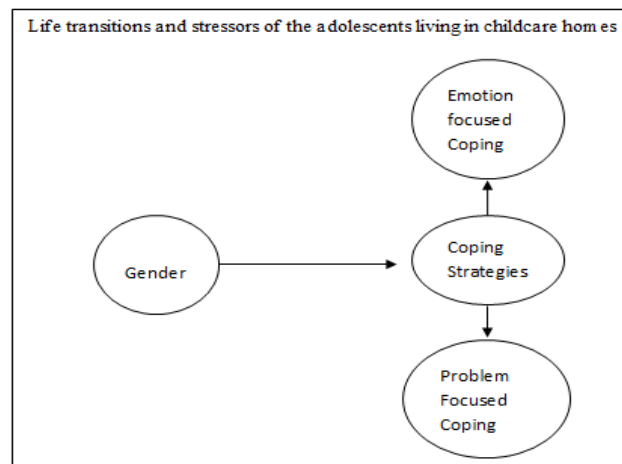 Life transitions and stressors of the adolescents living in childcare homes
Emotion
focused
Coping
Gender
Coping
Strategies
Problem
Focused
Coping